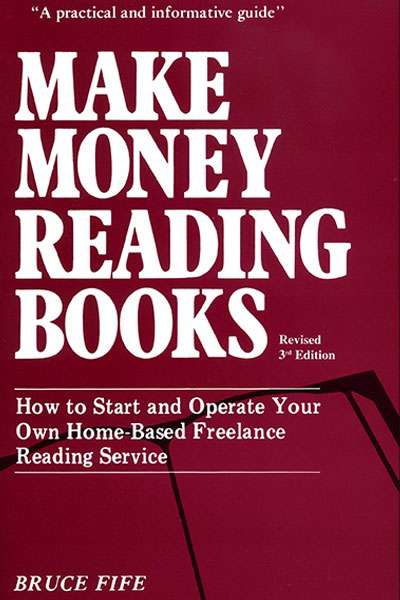 "A practical and informative guide"
MAKE
MONEY
READING
BOOKS
Revised
3rd Edition
How to Start and Operate Your
Own Home-Based Freelance
Reading Service
BRUCE FIFE